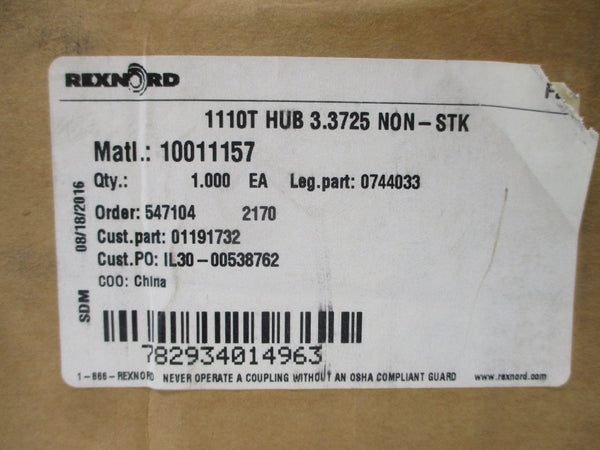 REXNORD
1110T HUB 3.3725 NON-STK
Matl.: 10011157
Qty.: 1.000 EA Leg.part: 0744033
Order: 547104 2170
Cust.part: 01191732
Cust.PO: IL30-00538762
COO: China
SDM 08/18/2016
782934014963
1-866-REXNORD NEVER OPERATE A COUPLING WITHOUT AN OSHA COMPLIANT GUARD www.rexnord.com